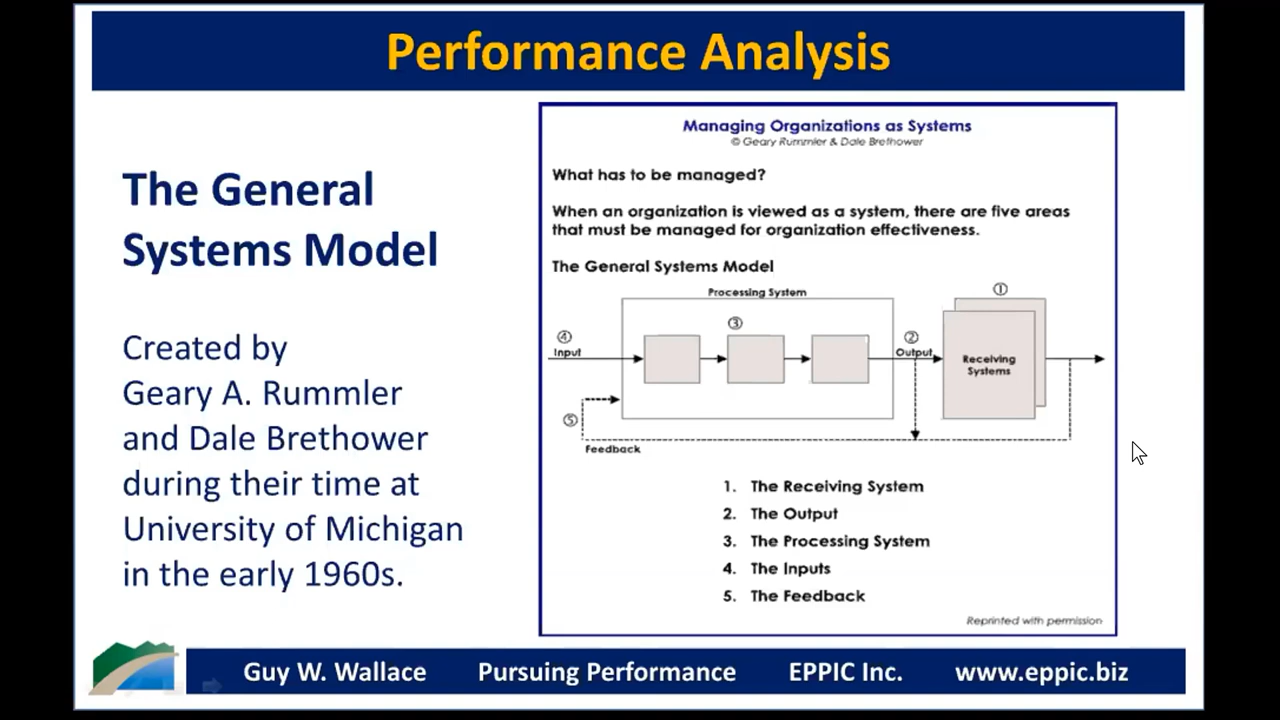 Performance Analysis
The General
Systems Model
Created by
Geary A. Rummler
and Dale Brethower
during their time at
University of Michigan
in the early 1960s.
Managing Organizations as Systems
© Geary Rummler & Dale Brethower
What has to be managed?
When an organization is viewed as a system, there are five areas
that must be managed for organization effectiveness.
The General Systems Model
Processing System
①
④
Input
③
②
Output
Receiving
Systems
⑤
Feedback
1. The Receiving System
2. The Output
3. The Processing System
4. The Inputs
5. The Feedback
Reprinted with permission
Guy W. Wallace Pursuing Performance EPPIC Inc. www.eppic.biz